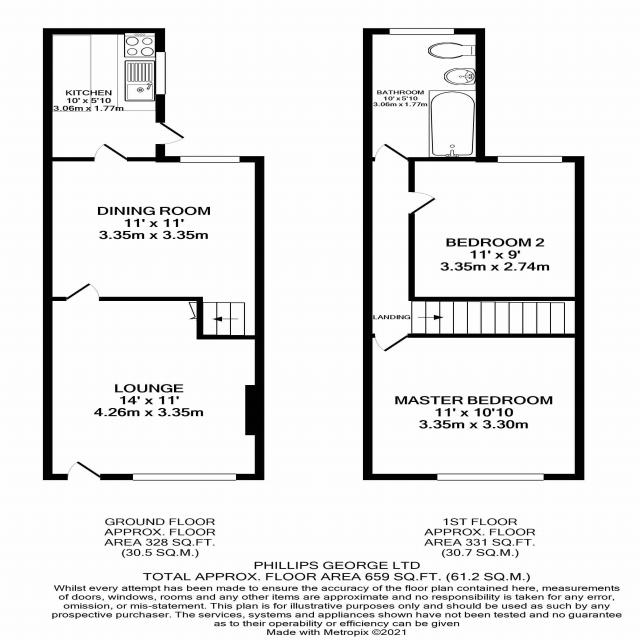 KITCHEN
10' x 5'10
3.06m x 1.77m
DINING ROOM
11' x 11'
3.35m x 3.35m
LOUNGE
14' x 11'
4.26m x 3.35m
BATHROOM
10' x 5'10
3.06m x 1.77m
BEDROOM 2
11' x 9'
3.35m x 2.74m
LANDING
MASTER BEDROOM
11' x 10'10
3.35m x 3.30m
GROUND FLOOR
APPROX. FLOOR
AREA 328 SQ.FT.
(30.5 SQ.M.)
1ST FLOOR
APPROX. FLOOR
AREA 331 SQ.FT.
(30.7 SQ.M.)
PHILLIPS GEORGE LTD
TOTAL APPROX. FLOOR AREA 659 SQ.FT. (61.2 SQ.M.)
Whilst every attempt has been made to ensure the accuracy of the floor plan contained here, measurements
of doors, windows, rooms and any other items are approximate and no responsibility is taken for any error,
omission, or mis-statement. This plan is for illustrative purposes only and should be used as such by any
prospective purchaser. The services, systems and appliances shown have not been tested and no guarantee
as to their operability or efficiency can be given
Made with Metropix ©2021